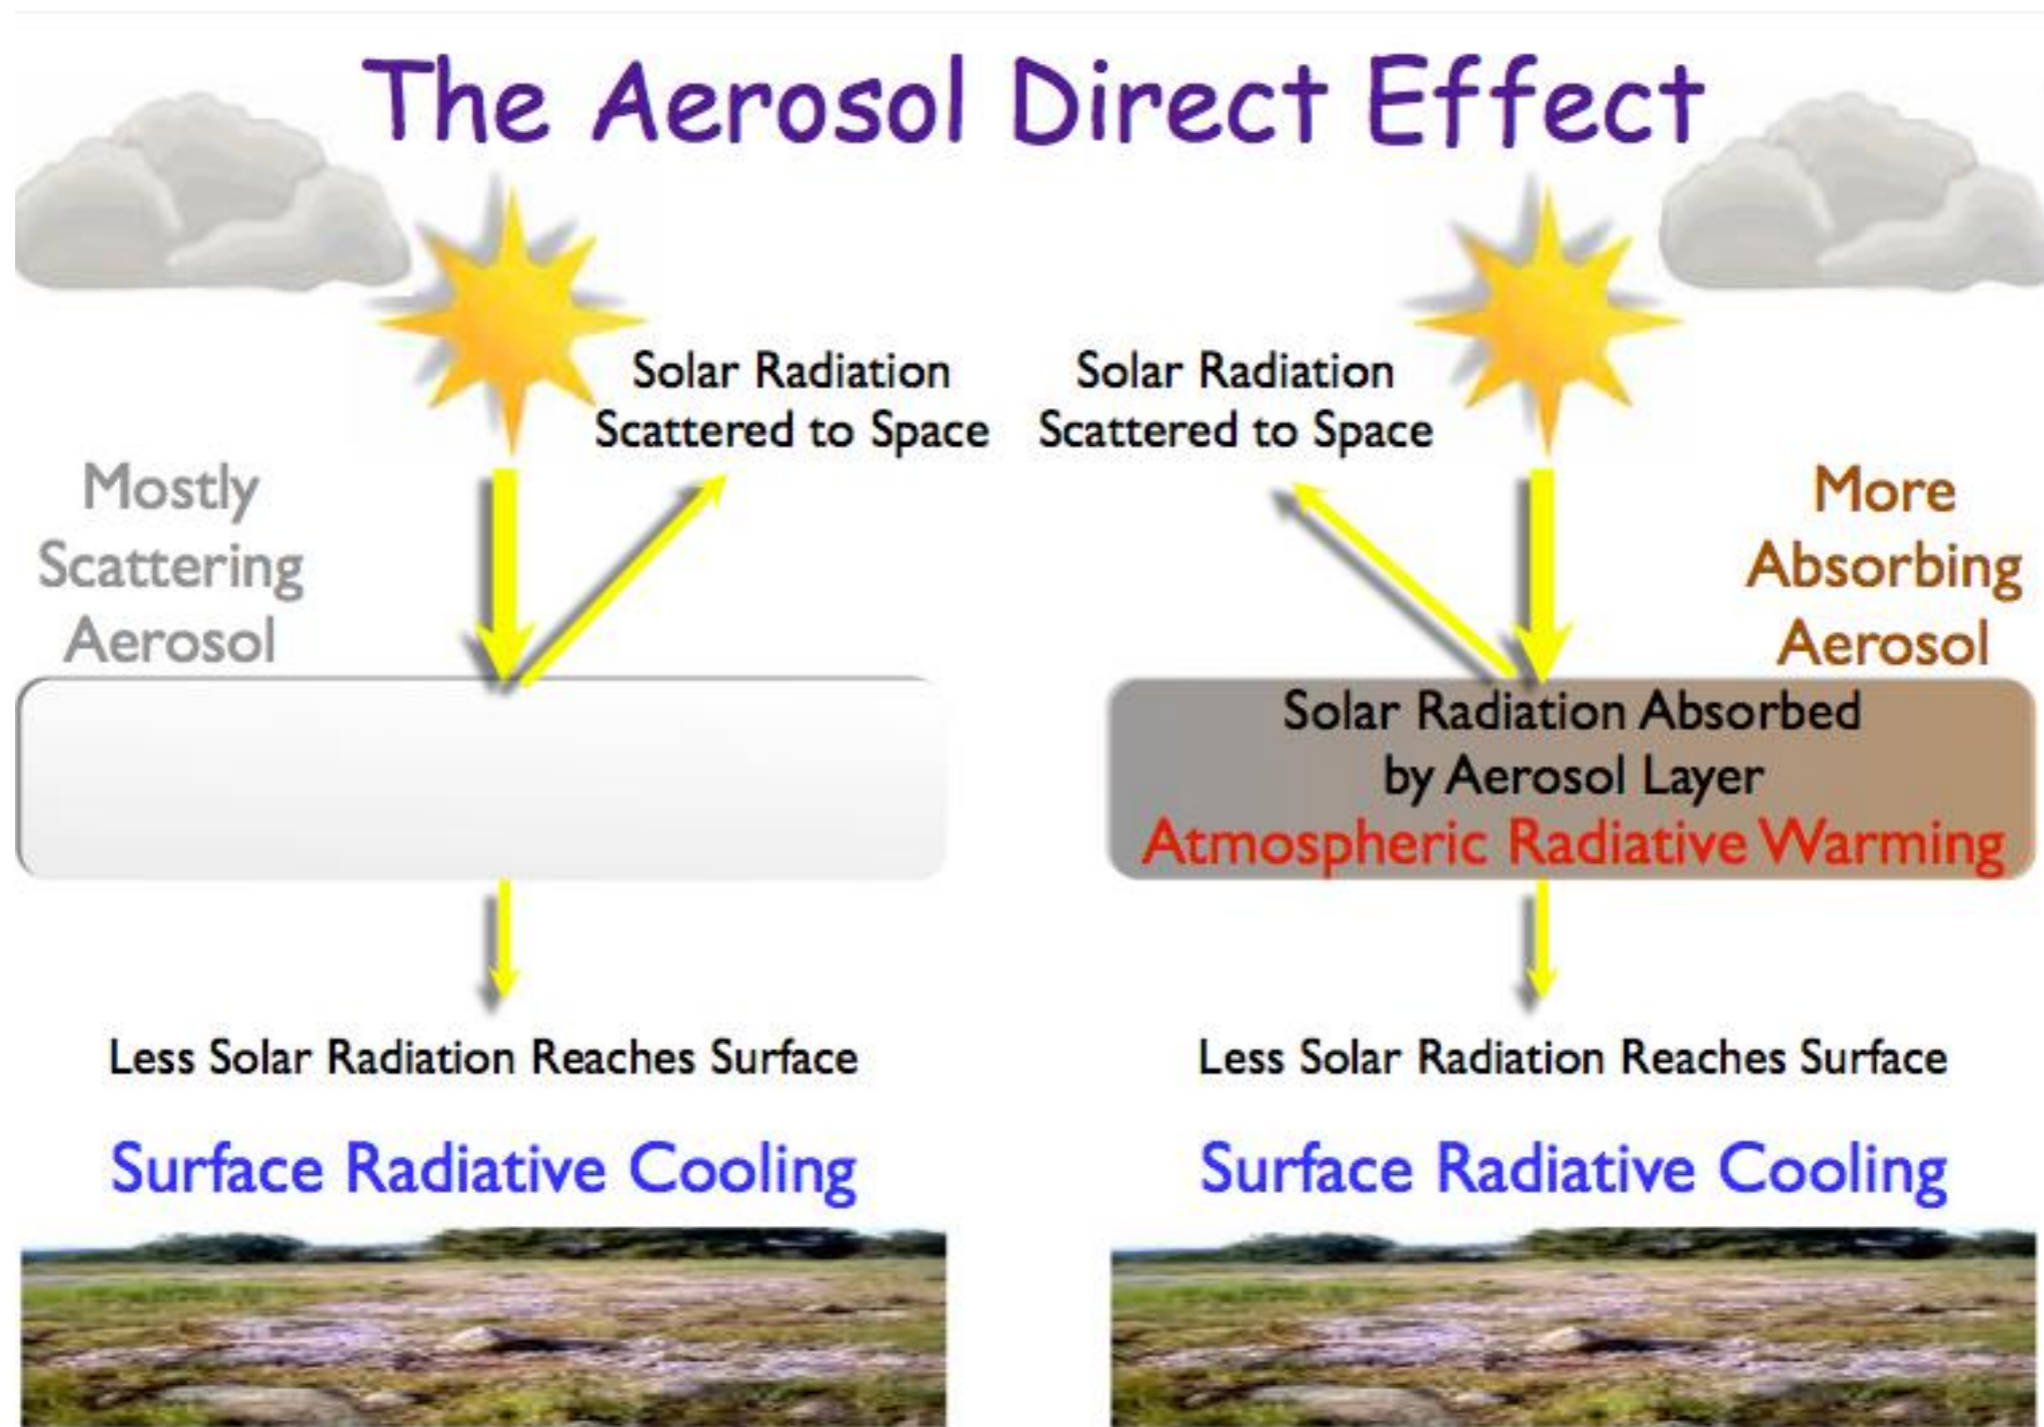 The Aerosol Direct Effect
Solar Radiation
Scattered to Space
Mostly
Scattering
Aerosol
Less Solar Radiation Reaches Surface
Surface Radiative Cooling
Solar Radiation
Scattered to Space
More
Absorbing
Aerosol
Solar Radiation Absorbed
by Aerosol Layer
Atmospheric Radiative Warming
Less Solar Radiation Reaches Surface
Surface Radiative Cooling